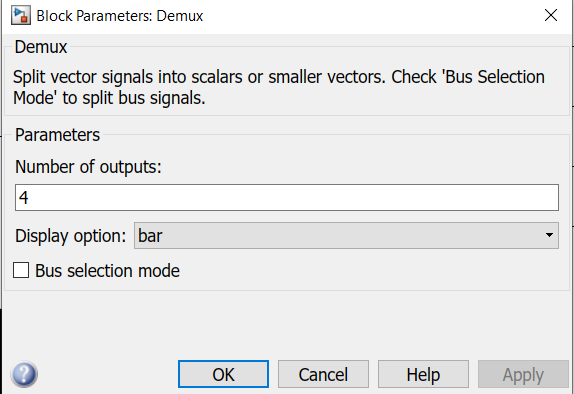 Block Parameters: Demux
Demux
Split vector signals into scalars or smaller vectors. Check 'Bus Selection
Mode' to split bus signals.
Parameters
Number of outputs:
4
Display option: bar
Bus selection mode
? OK Cancel Help Apply